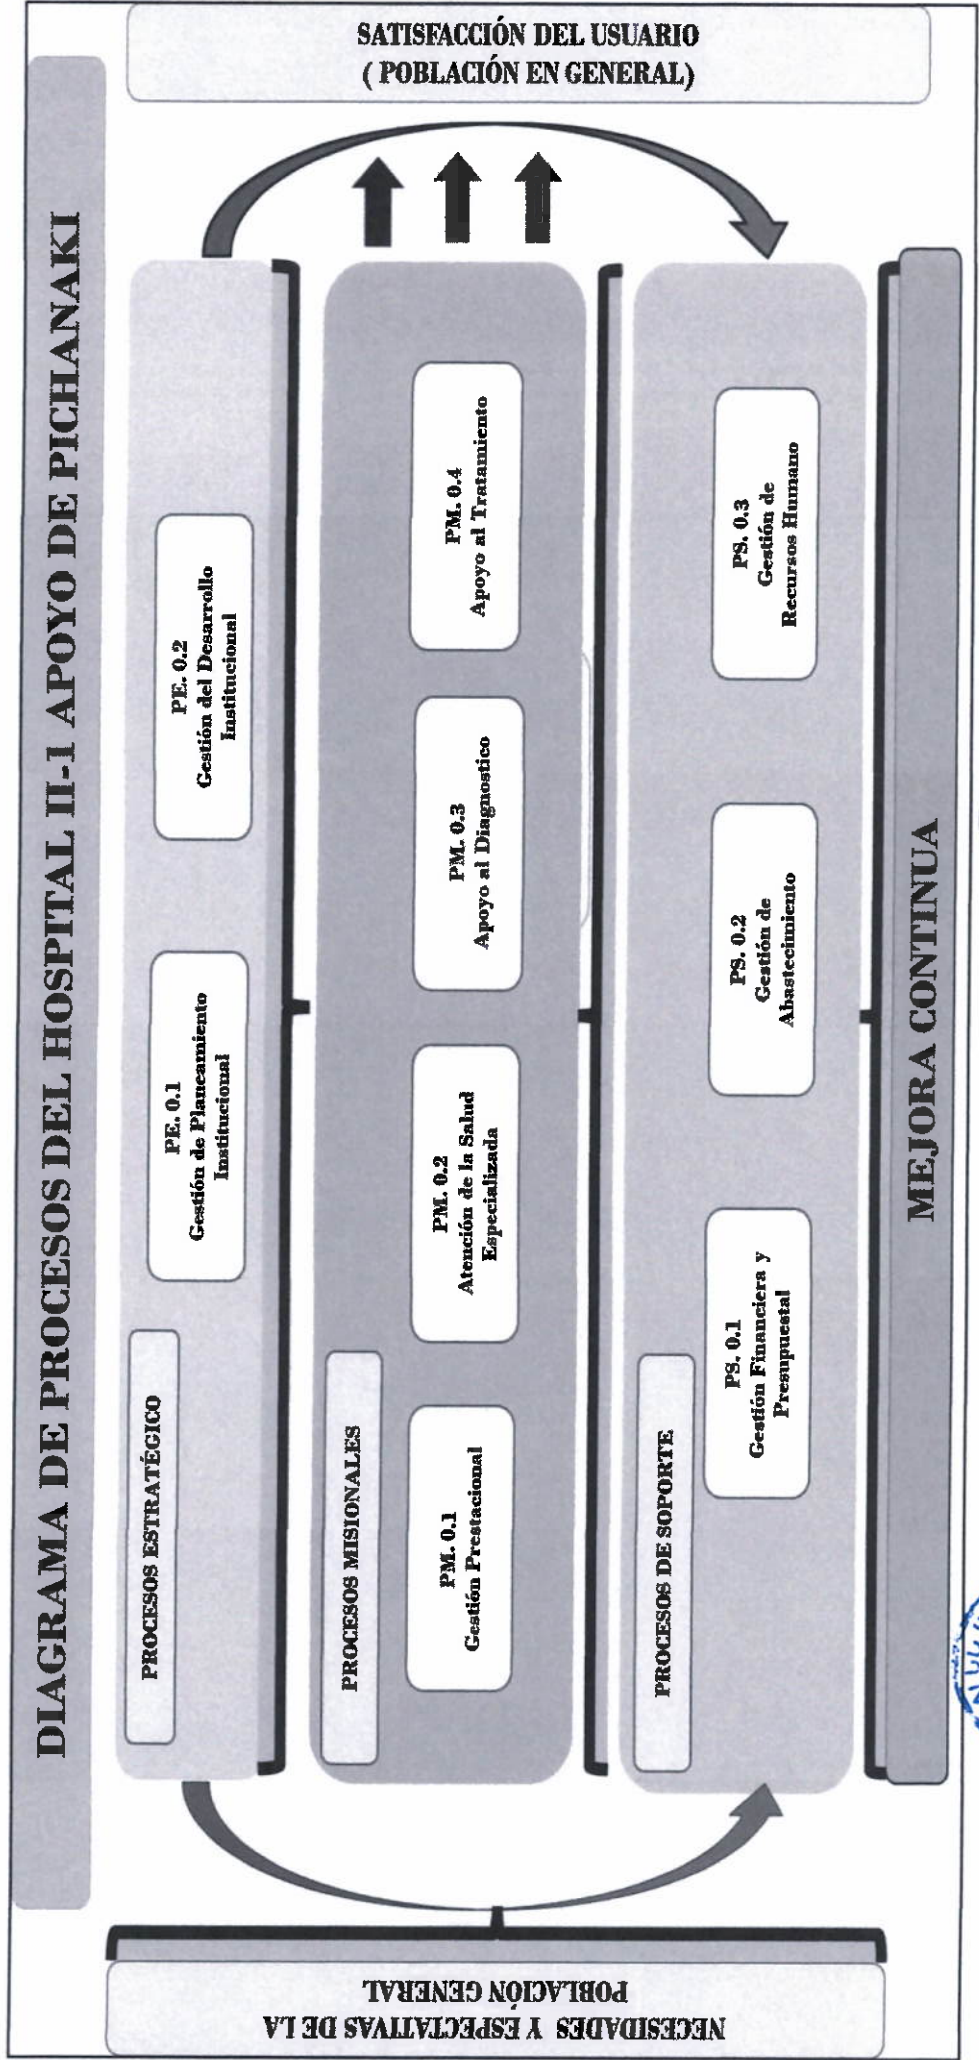 DIAGRAMA DE PROCESOS DEL HOSPITAL II-1 APOYO DE PICHANAKI
NECESIDADES Y ESPECTATIVAS DE LA
POBLACIÓN GENERAL
PROCESOS ESTRATÉGICO
PE. 0.1
Gestión de Planeamiento
Institucional
PE. 0.2
Gestión del Desarrollo
Institucional
PROCESOS MISIONALES
PM. 0.1
Gestión Prestacional
PM. 0.2
Atención de la Salud
Especializada
PM. 0.3
Apoyo al Diagnostico
PM. 0.4
Apoyo al Tratamiento
PROCESOS DE SOPORTE
PS. 0.1
Gestión Financiera y
Presupuestal
PS. 0.2
Gestión de
Abastecimiento
PS. 0.3
Gestión de
Recursos Humano
SATISFACCIÓN DEL USUARIO
( POBLACIÓN EN GENERAL)
MEJORA CONTINUA